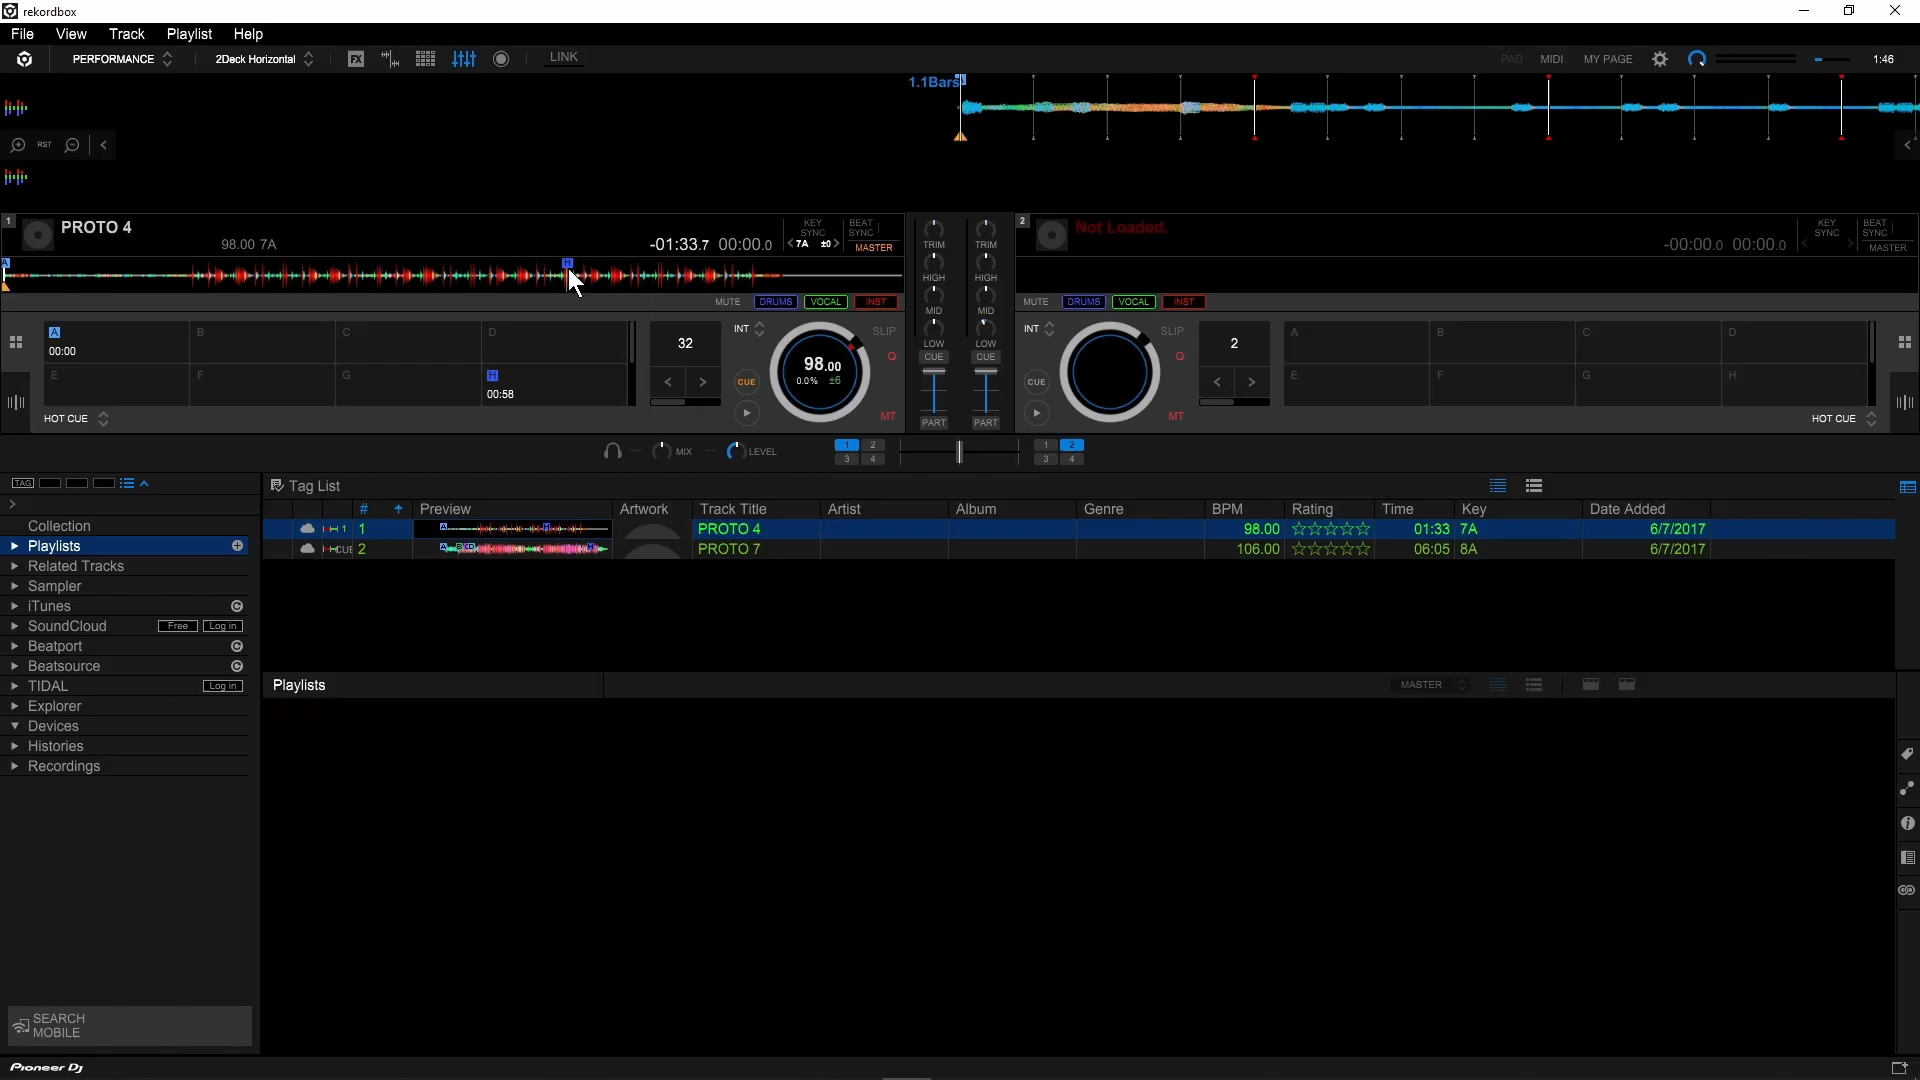 rekordbox
File View Track Playlist Help
PERFORMANCE 2Deck Horizontal FX LINK PAD MIDI MY PAGE 1:46
1.1Bars
RST
1 PROTO 4 98.00 7A -01:33.7 00:00.0 KEY SYNC 7A ±0 BEAT SYNC MASTER
2 Not Loaded. -00:00.0 00:00.0 KEY SYNC BEAT SYNC MASTER
TRIM TRIM
HIGH HIGH
MID MID
LOW LOW
CUE CUE
PART PART
A H
MUTE DRUMS VOCAL INST
MUTE DRUMS VOCAL INST
A 00:00 B C D
E F G H 00:58
HOT CUE
32
INT SLIP
98.00
0.0% ±6
Q
CUE
MT
INT SLIP
Q
CUE
MT
2
A B C D
E F G H
HOT CUE
MIX LEVEL 1 2 3 4 1 2 3 4
TAG
Tag List
# Preview Artwork Track Title Artist Album Genre BPM Rating Time Key Date Added
1 1 A H PROTO 4 98.00 01:33 7A 6/7/2017
CUE 2 PROTO 7 106.00 06:05 8A 6/7/2017
Collection
Playlists
Related Tracks
Sampler
iTunes
SoundCloud Free Log in
Beatport
Beatsource
TIDAL Log in
Explorer
Devices
Histories
Recordings
Playlists MASTER
SEARCH
MOBILE
Pioneer Dj